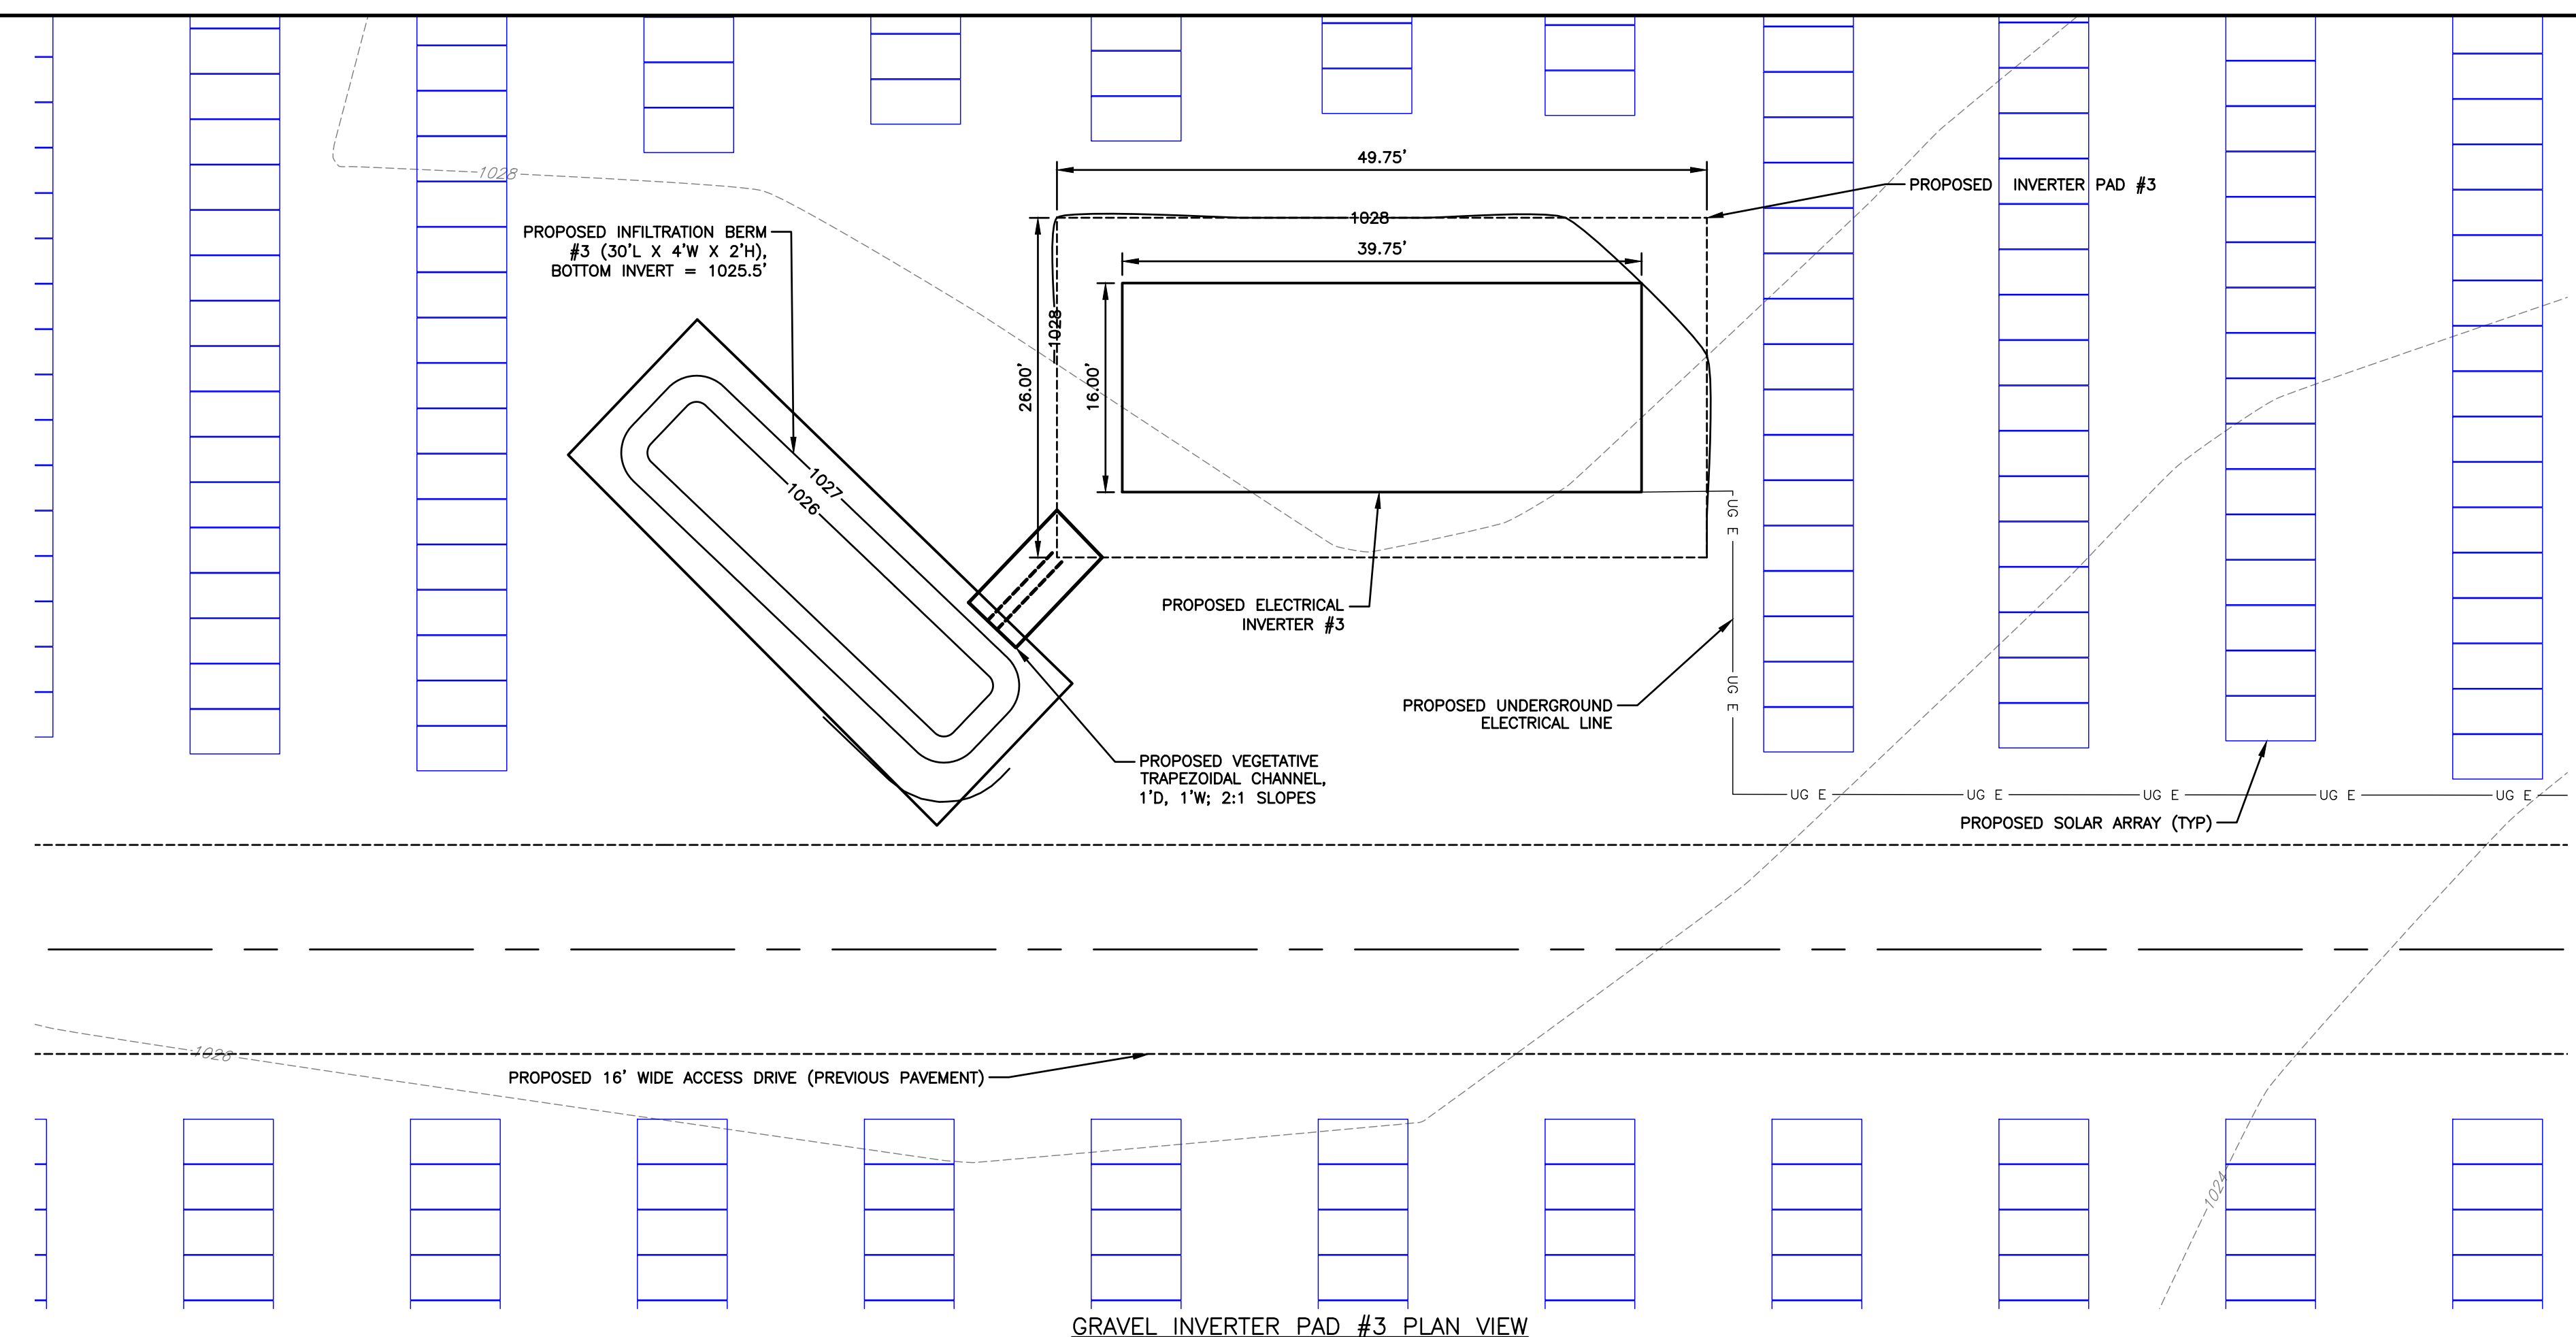 49.75'
PROPOSED INVERTER PAD #3
1028
1028
PROPOSED INFILTRATION BERM
#3 (30'L X 4'W X 2'H),
BOTTOM INVERT = 1025.5'
39.75'
1028
26.00'
16.00'
1027
1026
UG E
PROPOSED ELECTRICAL
INVERTER #3
UG E
PROPOSED UNDERGROUND
ELECTRICAL LINE
PROPOSED VEGETATIVE
TRAPEZOIDAL CHANNEL,
1'D, 1'W; 2:1 SLOPES
UG E UG E UG E UG E UG E
PROPOSED SOLAR ARRAY (TYP)
1028
PROPOSED 16' WIDE ACCESS DRIVE (PREVIOUS PAVEMENT)
1024
GRAVEL INVERTER PAD #3 PLAN VIEW